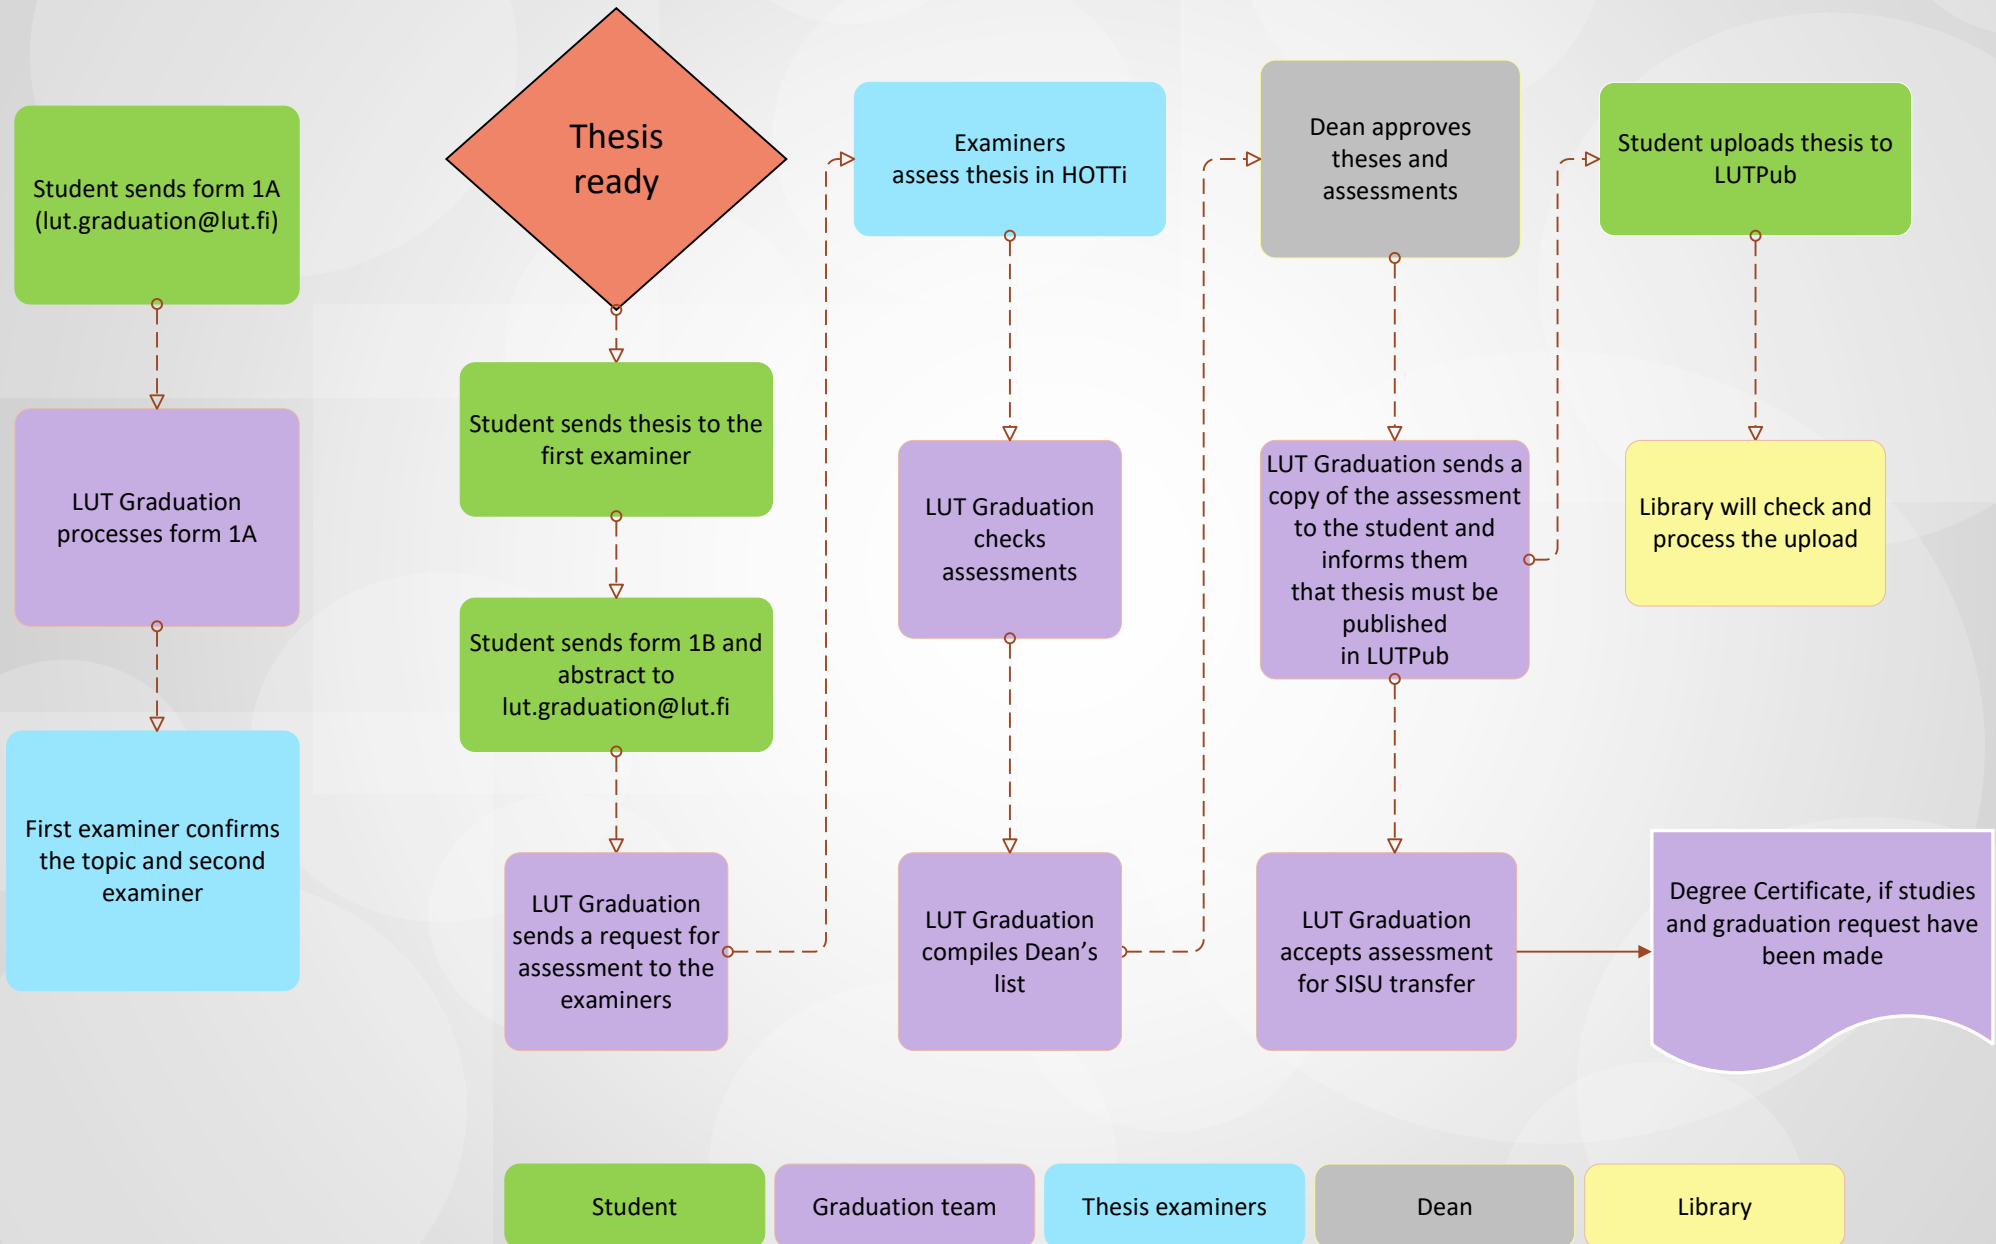 Student sends form 1A
(lut.graduation@lut.fi)
LUT Graduation
processes form 1A
First examiner confirms
the topic and second
examiner
Thesis
ready
Student sends thesis to the
first examiner
Student sends form 1B and
abstract to
lut.graduation@lut.fi
LUT Graduation
sends a request for
assessment to the
examiners
Examiners
assess thesis in HOTTi
LUT Graduation
checks
assessments
LUT Graduation
compiles Dean’s
list
Dean approves
theses and
assessments
LUT Graduation sends a
copy of the assessment
to the student and
informs them
that thesis must be
published
in LUTPub
LUT Graduation
accepts assessment
for SISU transfer
Student uploads thesis to
LUTPub
Library will check and
process the upload
Degree Certificate, if studies
and graduation request have
been made
Student
Graduation team
Thesis examiners
Dean
Library